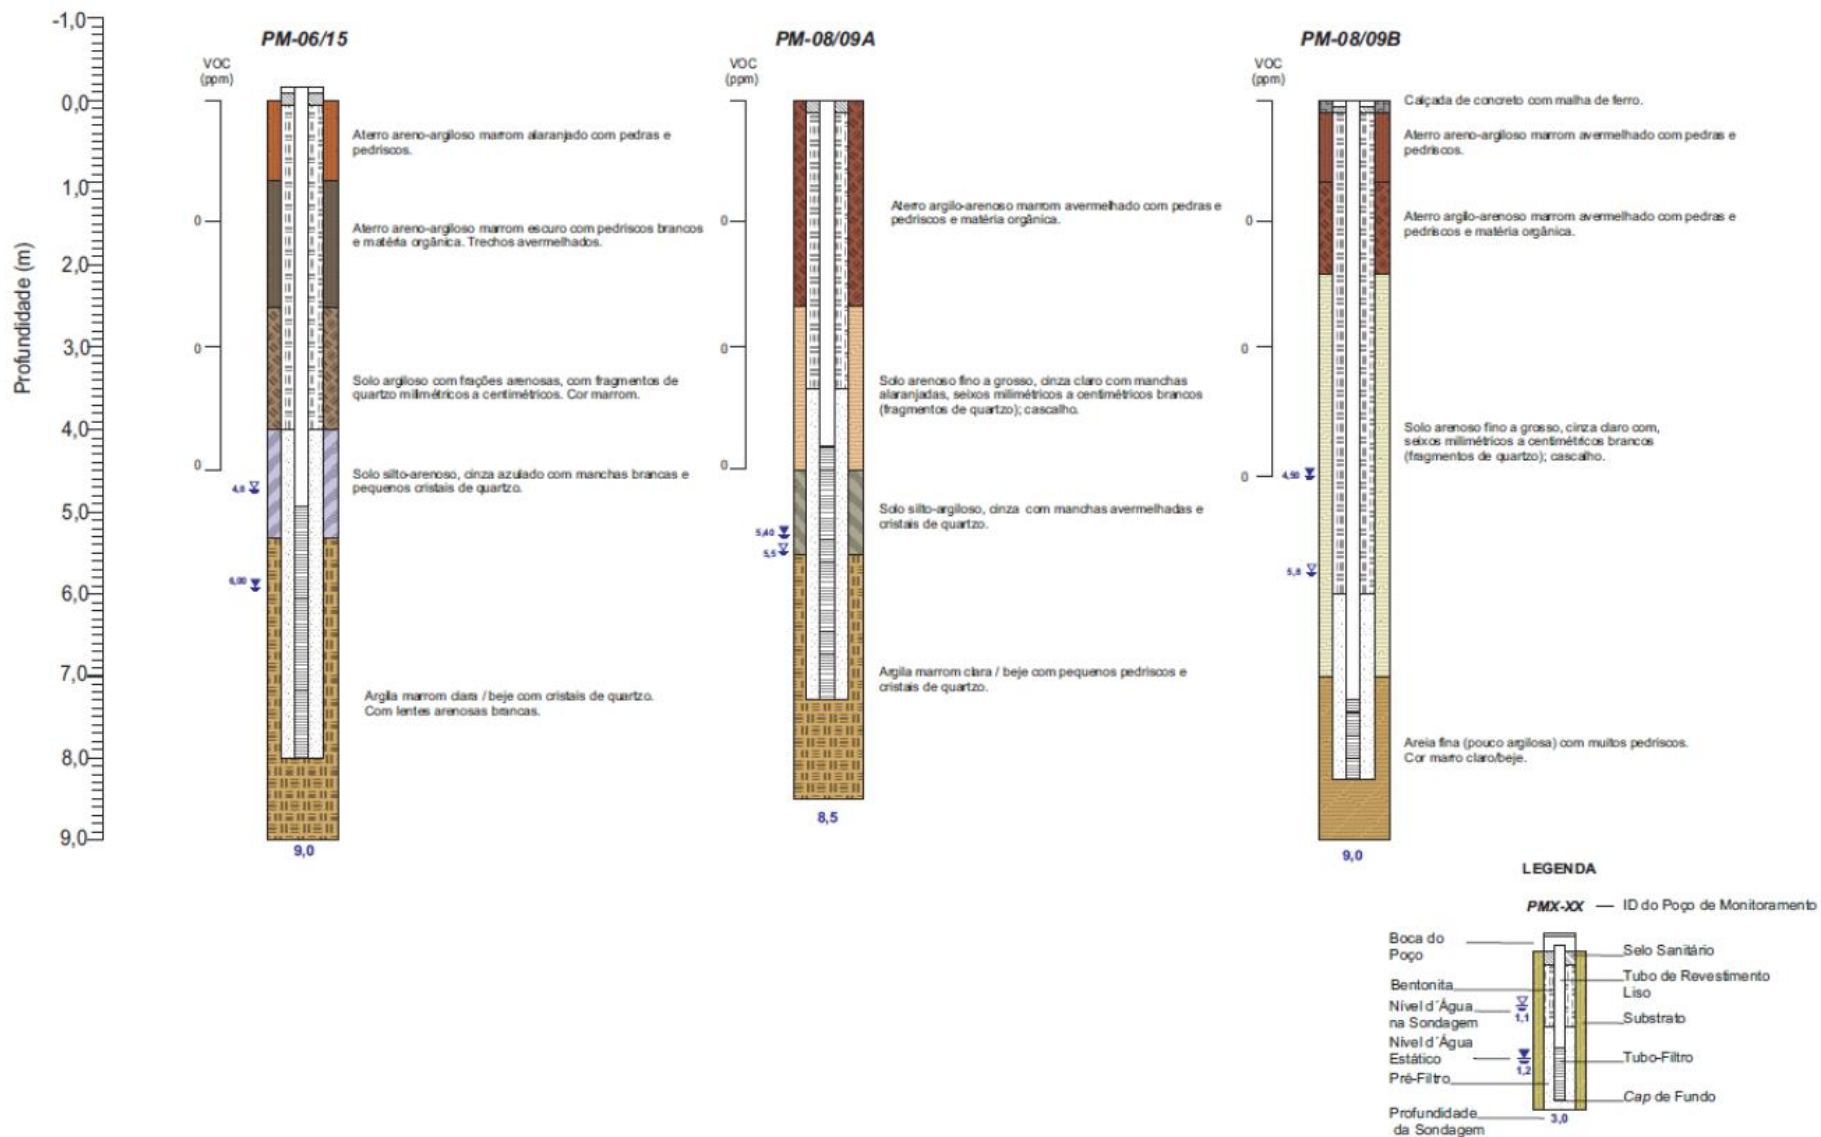 -1,0
0,0
1,0
2,0
3,0
4,0
5,0
6,0
7,0
8,0
9,0
Profundidade (m)
PM-06/15
VOC
(ppm)
0
0
0
4,8
6,00
Aterro areno-argiloso marrom alaranjado com pedras e
pedriscos.
Aterro areno-argiloso marrom escuro com pedriscos brancos
e matéria orgânica. Trechos avermelhados.
Solo argiloso com frações arenosas, com fragmentos de
quartzo milimétricos a centimétricos. Cor marrom.
Solo silto-arenoso, cinza azulado com manchas brancas e
pequenos cristais de quartzo.
Argila marrom clara / beje com cristais de quartzo.
Com lentes arenosas brancas.
9,0
PM-08/09A
VOC
(ppm)
0
0
0
5,40
5,5
Aterro argilo-arenoso marrom avermelhado com pedras e
pedriscos e matéria orgânica.
Solo arenoso fino a grosso, cinza claro com manchas
alaranjadas, seixos milimétricos a centimétricos brancos
(fragmentos de quartzo); cascalho.
Solo silto-argiloso, cinza com manchas avermelhadas e
cristais de quartzo.
Argila marrom clara / beje com pequenos pedriscos e
cristais de quartzo.
8,5
PM-08/09B
VOC
(ppm)
0
0
0
4,50
5,8
Calçada de concreto com malha de ferro.
Aterro areno-argiloso marrom avermelhado com pedras e
pedriscos.
Aterro argilo-arenoso marrom avermelhado com pedras e
pedriscos e matéria orgânica.
Solo arenoso fino a grosso, cinza claro com,
seixos milimétricos a centimétricos brancos
(fragmentos de quartzo); cascalho.
Areia fina (pouco argilosa) com muitos pedriscos.
Cor marro claro/beje.
9,0
LEGENDA
PMX-XX — ID do Poço de Monitoramento
Boca do
Poço
Bentonita
Nível d´Água
na Sondagem
Nível d´Água
Estático
Pré-Filtro
Profundidade
da Sondagem
1,1
1,2
3,0
Selo Sanitário
Tubo de Revestimento
Liso
Substrato
Tubo-Filtro
Cap de Fundo